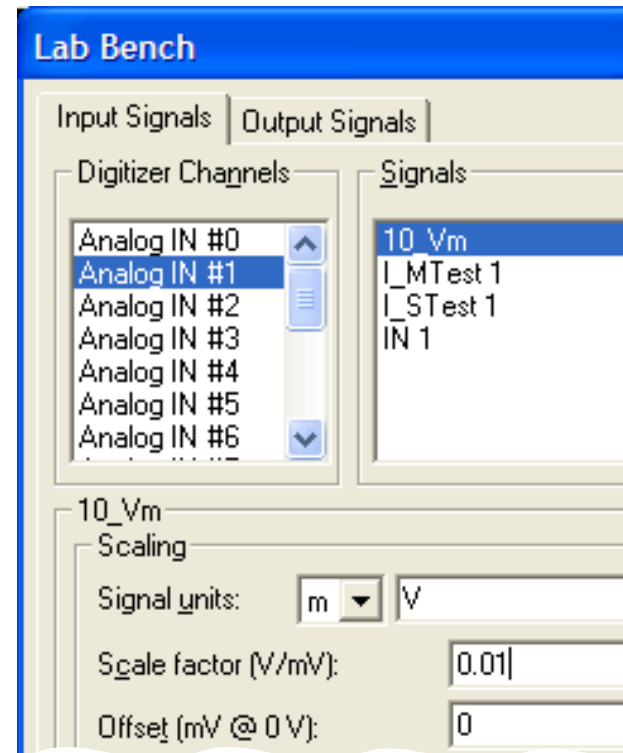 Lab Bench
Input Signals Output Signals
Digitizer Channels
Analog IN #0
Analog IN #1
Analog IN #2
Analog IN #3
Analog IN #4
Analog IN #5
Analog IN #6
Signals
10_Vm
I_MTest 1
I_STest 1
IN 1
10_Vm
Scaling
Signal units: m V
Scale factor (V/mV): 0.01
Offset (mV @ 0 V): 0